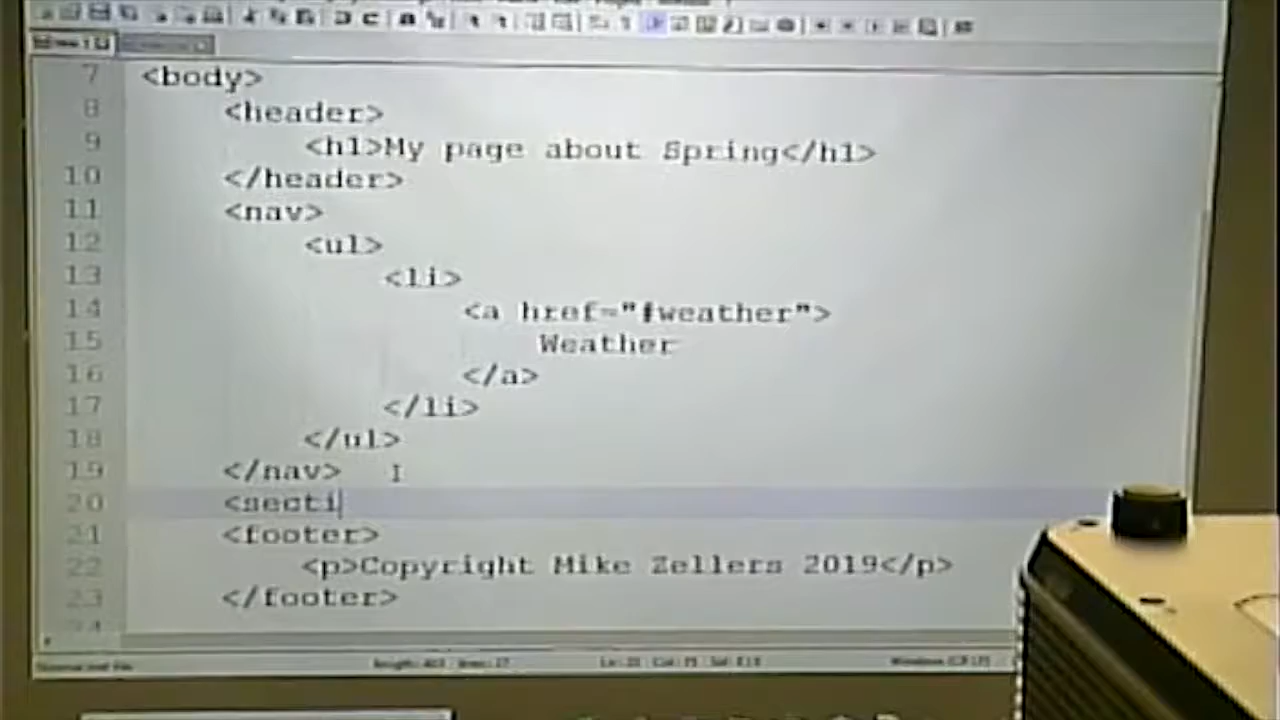 7 <body>
8 <header>
9 <h1>My page about Spring</h1>
10 </header>
11 <nav>
12 <ul>
13 <li>
14 <a href="#weather">
15 Weather
16 </a>
17 </li>
18 </ul>
19 </nav>
20 <secti
21 <footer>
22 <p>Copyright Mike Zellers 2019</p>
23 </footer>
24